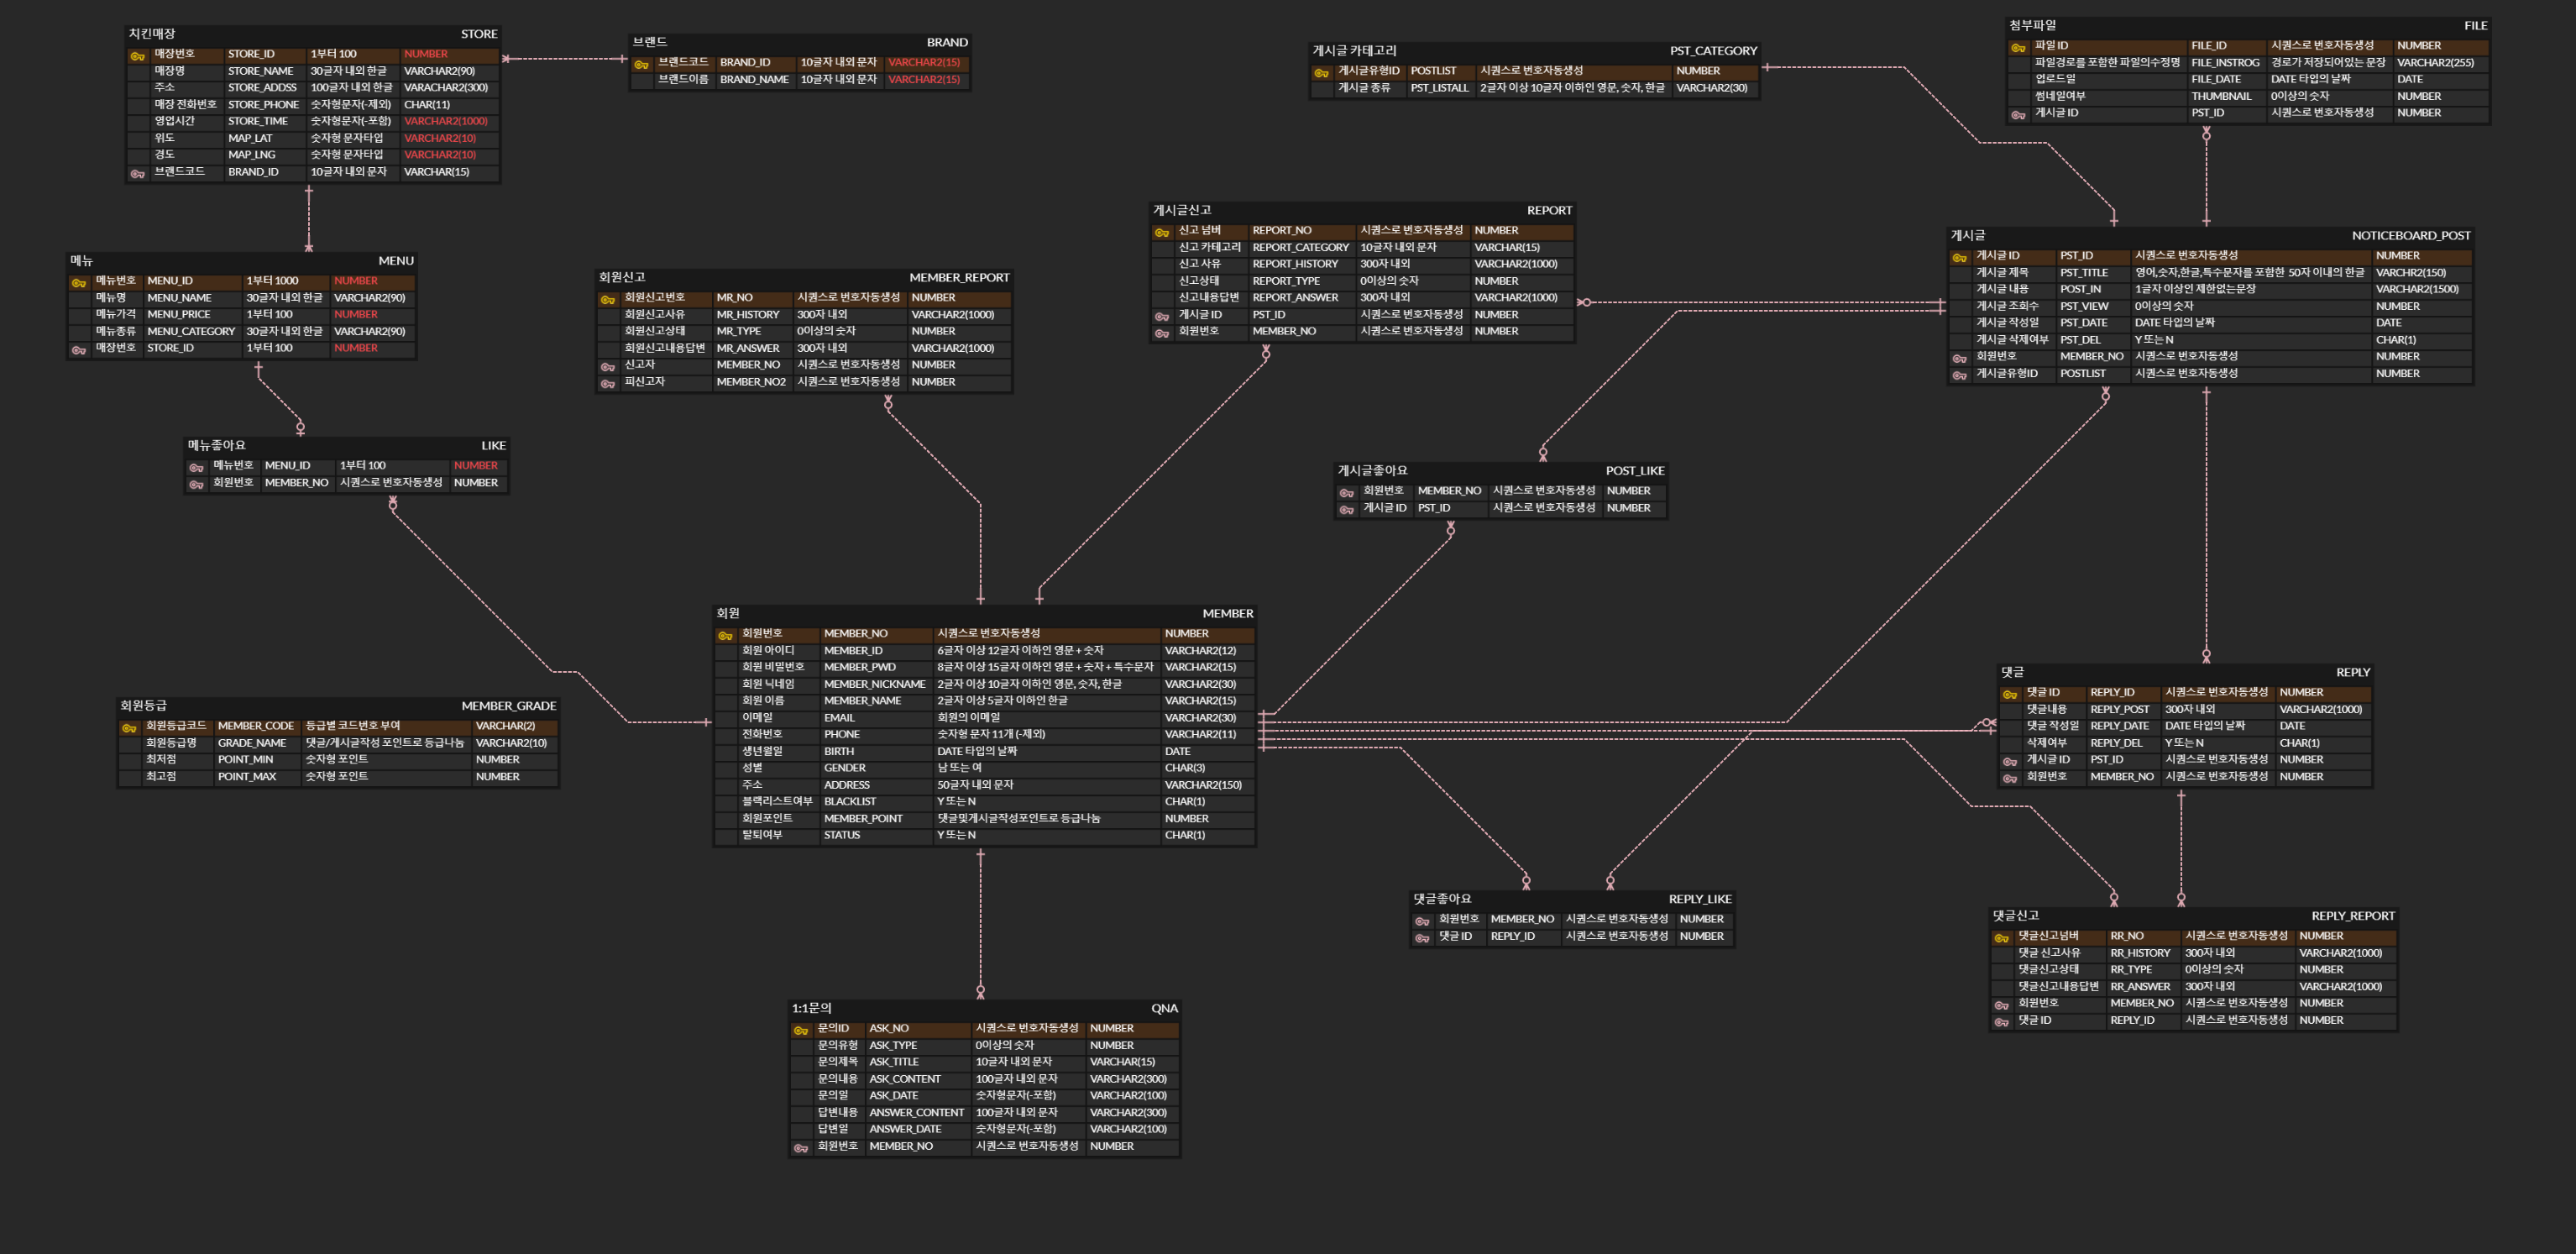 치킨매장 STORE
매장번호 STORE_ID 1부터 100 NUMBER
매장명 STORE_NAME 30글자 내외 한글 VARCHAR2(90)
주소 STORE_ADDSS 100글자 내외 한글 VARACHAR2(300)
매장 전화번호 STORE_PHONE 숫자형문자(-제외) CHAR(11)
영업시간 STORE_TIME 숫자형문자(-포함) VARCHAR2(1000)
위도 MAP_LAT 숫자형 문자타입 VARCHAR2(10)
경도 MAP_LNG 숫자형 문자타입 VARCHAR2(10)
브랜드코드 BRAND_ID 10글자 내외 문자 VARCHAR(15)
브랜드 BRAND
브랜드코드 BRAND_ID 10글자 내외 문자 VARCHAR2(15)
브랜드이름 BRAND_NAME 10글자 내외 문자 VARCHAR2(15)
게시글 카테고리 PST_CATEGORY
게시글유형ID POSTLIST 시퀀스로 번호자동생성 NUMBER
게시글 종류 PST_LISTALL 2글자 이상 10글자 이하인 영문, 숫자, 한글 VARCHAR2(30)
첨부파일 FILE
파일 ID FILE_ID 시퀀스로 번호자동생성 NUMBER
파일경로를 포함한 파일의수정명 FILE_INSTROG 경로가 저장되어있는 문장 VARCHAR2(255)
업로드일 FILE_DATE DATE 타입의 날짜 DATE
썸네일여부 THUMBNAIL 0이상의 숫자 NUMBER
게시글 ID PST_ID 시퀀스로 번호자동생성 NUMBER
메뉴 MENU
메뉴번호 MENU_ID 1부터 1000 NUMBER
메뉴명 MENU_NAME 30글자 내외 한글 VARCHAR2(90)
메뉴가격 MENU_PRICE 1부터 100 NUMBER
메뉴종류 MENU_CATEGORY 30글자 내외 한글 VARCHAR2(90)
매장번호 STORE_ID 1부터 100 NUMBER
회원신고 MEMBER_REPORT
회원신고번호 MR_NO 시퀀스로 번호자동생성 NUMBER
회원신고사유 MR_HISTORY 300자 내외 VARCHAR2(1000)
회원신고상태 MR_TYPE 0이상의 숫자 NUMBER
회원신고내용답변 MR_ANSWER 300자 내외 VARCHAR2(1000)
신고자 MEMBER_NO 시퀀스로 번호자동생성 NUMBER
피신고자 MEMBER_NO2 시퀀스로 번호자동생성 NUMBER
게시글신고 REPORT
신고 넘버 REPORT_NO 시퀀스로 번호자동생성 NUMBER
신고 카테고리 REPORT_CATEGORY 10글자 내외 문자 VARCHAR(15)
신고 사유 REPORT_HISTORY 300자 내외 VARCHAR2(1000)
신고상태 REPORT_TYPE 0이상의 숫자 NUMBER
신고내용답변 REPORT_ANSWER 300자 내외 VARCHAR2(1000)
게시글 ID PST_ID 시퀀스로 번호자동생성 NUMBER
회원번호 MEMBER_NO 시퀀스로 번호자동생성 NUMBER
게시글 NOTICEBOARD_POST
게시글 ID PST_ID 시퀀스로 번호자동생성 NUMBER
게시글 제목 PST_TITLE 영어,숫자,한글,특수문자를 포함한 50자 이내의 한글 VARCHR2(150)
게시글 내용 POST_IN 1글자 이상인 제한없는문장 VARCHAR2(1500)
게시글 조회수 PST_VIEW 0이상의 숫자 NUMBER
게시글 작성일 PST_DATE DATE 타입의 날짜 DATE
게시글 삭제여부 PST_DEL Y 또는 N CHAR(1)
회원번호 MEMBER_NO 시퀀스로 번호자동생성 NUMBER
게시글유형ID POSTLIST 시퀀스로 번호자동생성 NUMBER
메뉴좋아요 LIKE
메뉴번호 MENU_ID 1부터 100 NUMBER
회원번호 MEMBER_NO 시퀀스로 번호자동생성 NUMBER
게시글좋아요 POST_LIKE
회원번호 MEMBER_NO 시퀀스로 번호자동생성 NUMBER
게시글 ID PST_ID 시퀀스로 번호자동생성 NUMBER
회원등급 MEMBER_GRADE
회원등급코드 MEMBER_CODE 등급별 코드번호 부여 VARCHAR(2)
회원등급명 GRADE_NAME 댓글/게시글작성 포인트로 등급나눔 VARCHAR2(10)
최저점 POINT_MIN 숫자형 포인트 NUMBER
최고점 POINT_MAX 숫자형 포인트 NUMBER
회원 MEMBER
회원번호 MEMBER_NO 시퀀스로 번호자동생성 NUMBER
회원 아이디 MEMBER_ID 6글자 이상 12글자 이하인 영문 + 숫자 VARCHAR2(12)
회원 비밀번호 MEMBER_PWD 8글자 이상 15글자 이하인 영문 + 숫자 + 특수문자 VARCHAR2(15)
회원 닉네임 MEMBER_NICKNAME 2글자 이상 10글자 이하인 영문, 숫자, 한글 VARCHAR2(30)
회원 이름 MEMBER_NAME 2글자 이상 5글자 이하인 한글 VARCHAR2(15)
이메일 EMAIL 회원의 이메일 VARCHAR2(30)
전화번호 PHONE 숫자형 문자 11개 (-제외) VARCHAR2(11)
생년월일 BIRTH DATE 타입의 날짜 DATE
성별 GENDER 남 또는 여 CHAR(3)
주소 ADDRESS 50글자 내외 문자 VARCHAR2(150)
블랙리스트여부 BLACKLIST Y 또는 N CHAR(1)
회원포인트 MEMBER_POINT 댓글및게시글작성포인트로 등급나눔 NUMBER
탈퇴여부 STATUS Y 또는 N CHAR(1)
댓글 REPLY
댓글 ID REPLY_ID 시퀀스로 번호자동생성 NUMBER
댓글내용 REPLY_POST 300자 내외 VARCHAR2(1000)
댓글 작성일 REPLY_DATE DATE 타입의 날짜 DATE
삭제여부 REPLY_DEL Y 또는 N CHAR(1)
게시글 ID PST_ID 시퀀스로 번호자동생성 NUMBER
회원번호 MEMBER_NO 시퀀스로 번호자동생성 NUMBER
댓글좋아요 REPLY_LIKE
회원번호 MEMBER_NO 시퀀스로 번호자동생성 NUMBER
댓글 ID REPLY_ID 시퀀스로 번호자동생성 NUMBER
댓글신고 REPLY_REPORT
댓글신고넘버 RR_NO 시퀀스로 번호자동생성 NUMBER
댓글 신고사유 RR_HISTORY 300자 내외 VARCHAR2(1000)
댓글신고상태 RR_TYPE 0이상의 숫자 NUMBER
댓글신고내용답변 RR_ANSWER 300자 내외 VARCHAR2(1000)
회원번호 MEMBER_NO 시퀀스로 번호자동생성 NUMBER
댓글 ID REPLY_ID 시퀀스로 번호자동생성 NUMBER
1:1문의 QNA
문의ID ASK_NO 시퀀스로 번호자동생성 NUMBER
문의유형 ASK_TYPE 0이상의 숫자 NUMBER
문의제목 ASK_TITLE 10글자 내외 문자 VARCHAR(15)
문의내용 ASK_CONTENT 100글자 내외 문자 VARCHAR2(300)
문의일 ASK_DATE 숫자형문자(-포함) VARCHAR2(100)
답변내용 ANSWER_CONTENT 100글자 내외 문자 VARCHAR2(300)
답변일 ANSWER_DATE 숫자형문자(-포함) VARCHAR2(100)
회원번호 MEMBER_NO 시퀀스로 번호자동생성 NUMBER